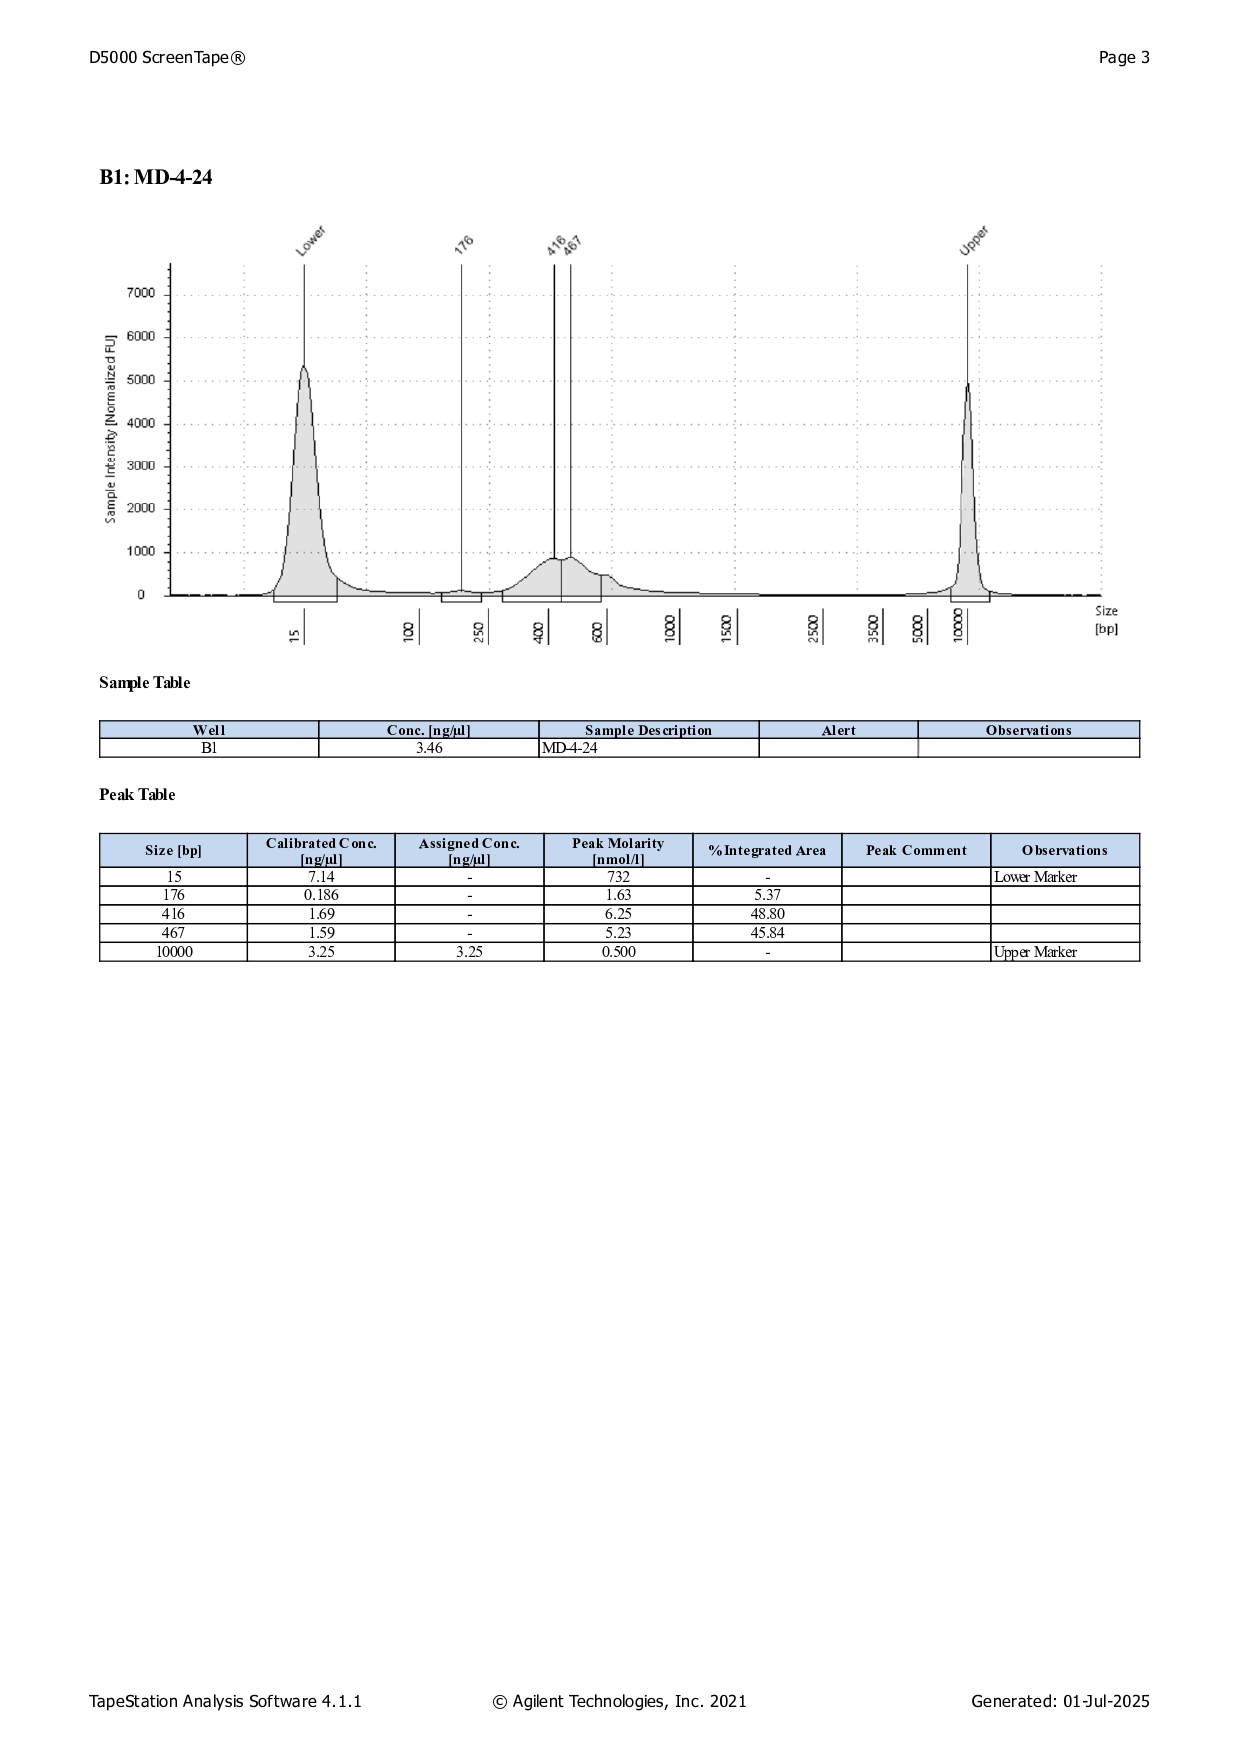 D5000 ScreenTape® Page 3
B1: MD-4-24
Lower 176 416 467 Upper
Sample Intensity [Normalized FU]
7000
6000
5000
4000
3000
2000
1000
0
15 100 250 400 600 1000 1500 2500 3500 5000 10000
Size
[bp]
Sample Table
Well Conc. [ng/µl] Sample Description Alert Observations
B1 3.46 MD-4-24
Peak Table
Size [bp] Calibrated Conc. [ng/µl] Assigned Conc. [ng/µl] Peak Molarity [nmol/l] % Integrated Area Peak Comment Observations
15 7.14 - 732 - Lower Marker
176 0.186 - 1.63 5.37
416 1.69 - 6.25 48.80
467 1.59 - 5.23 45.84
10000 3.25 3.25 0.500 - Upper Marker
TapeStation Analysis Software 4.1.1 © Agilent Technologies, Inc. 2021 Generated: 01-Jul-2025